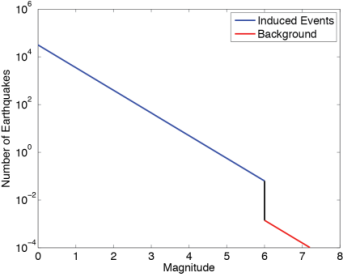 10^6
Induced Events
Background
10^4
10^2
10^0
10^-2
10^-4
Number of Earthquakes
0 1 2 3 4 5 6 7 8
Magnitude